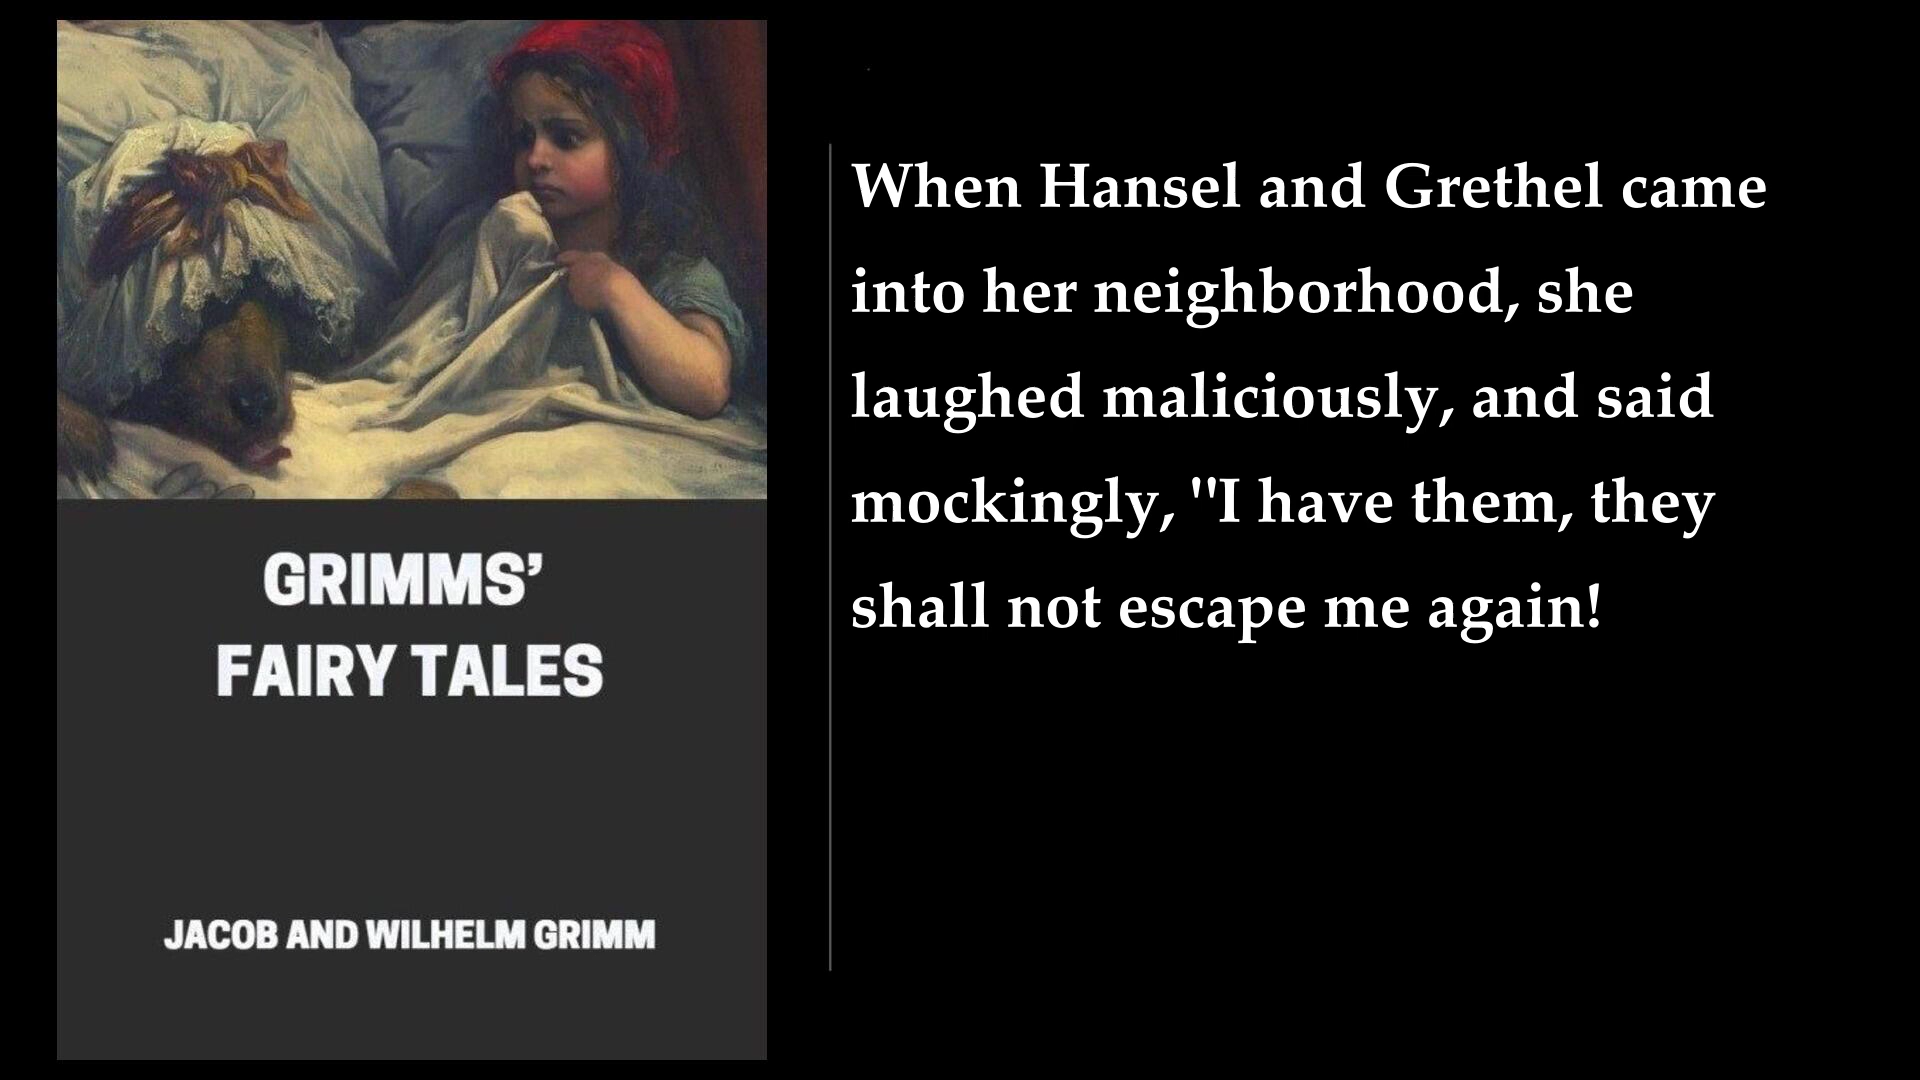 GRIMMS’
FAIRY TALES
JACOB AND WILHELM GRIMM
When Hansel and Grethel came
into her neighborhood, she
laughed maliciously, and said
mockingly, "I have them, they
shall not escape me again!